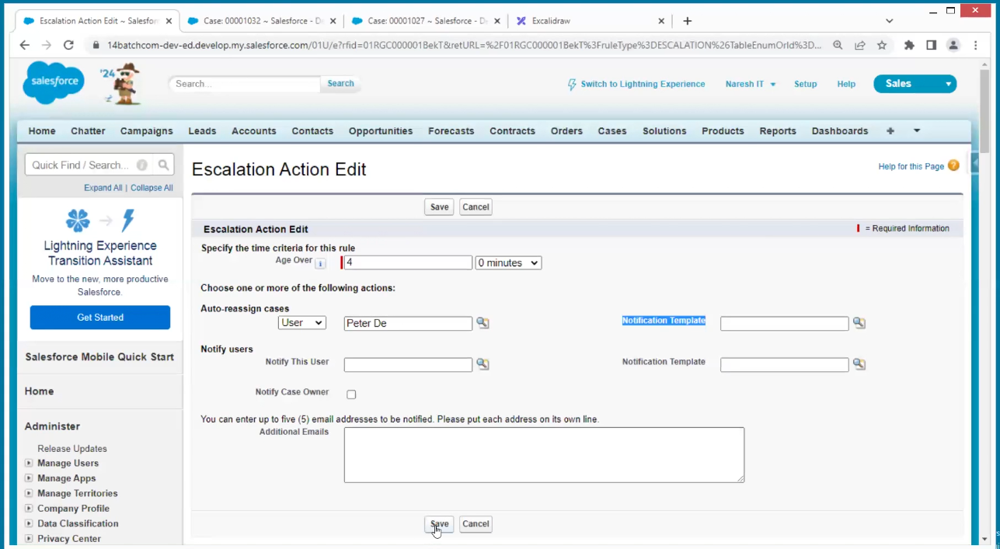 Escalation Action Edit ~ Salesfor
Case: 00001032 ~ Salesforce - De
Case: 00001027 ~ Salesforce - De
Excalidraw
14batchcom-dev-ed.develop.my.salesforce.com/01U/e?rfid=01RGC000001BekT&retURL=%2F01RGC000001BekT%3FruleType%3DESCALATION%26TableEnumOrId%3D...
salesforce
'24
Search...
Search
Switch to Lightning Experience
Naresh IT
Setup
Help
Sales
Home Chatter Campaigns Leads Accounts Contacts Opportunities Forecasts Contracts Orders Cases Solutions Products Reports Dashboards +
Quick Find / Search...
Expand All | Collapse All
Lightning Experience
Transition Assistant
Move to the new, more productive
Salesforce.
Get Started
Salesforce Mobile Quick Start
Home
Administer
Release Updates
Manage Users
Manage Apps
Manage Territories
Company Profile
Data Classification
Privacy Center
Escalation Action Edit
Help for this Page ?
Save Cancel
Escalation Action Edit
= Required Information
Specify the time criteria for this rule
Age Over i 4 0 minutes
Choose one or more of the following actions:
Auto-reassign cases
User Peter De Notification Template
Notify users
Notify This User Notification Template
Notify Case Owner
You can enter up to five (5) email addresses to be notified. Please put each address on its own line.
Additional Emails
Save Cancel